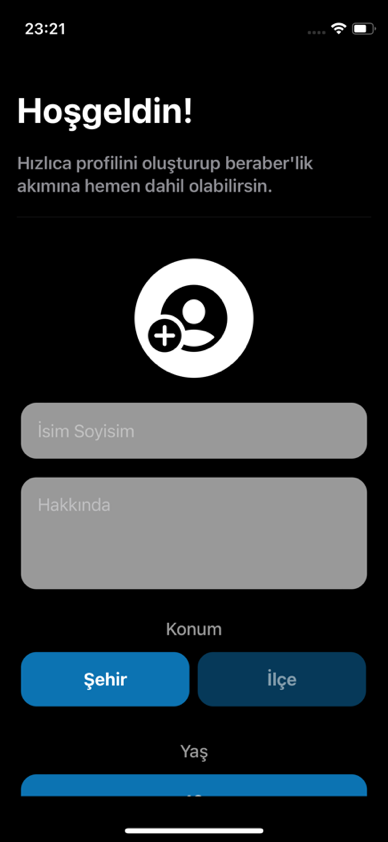 23:21
Hoşgeldin!
Hızlıca profilini oluşturup beraber'lik
akımına hemen dahil olabilirsin.
İsim Soyisim
Hakkında
Konum
Şehir
İlçe
Yaş